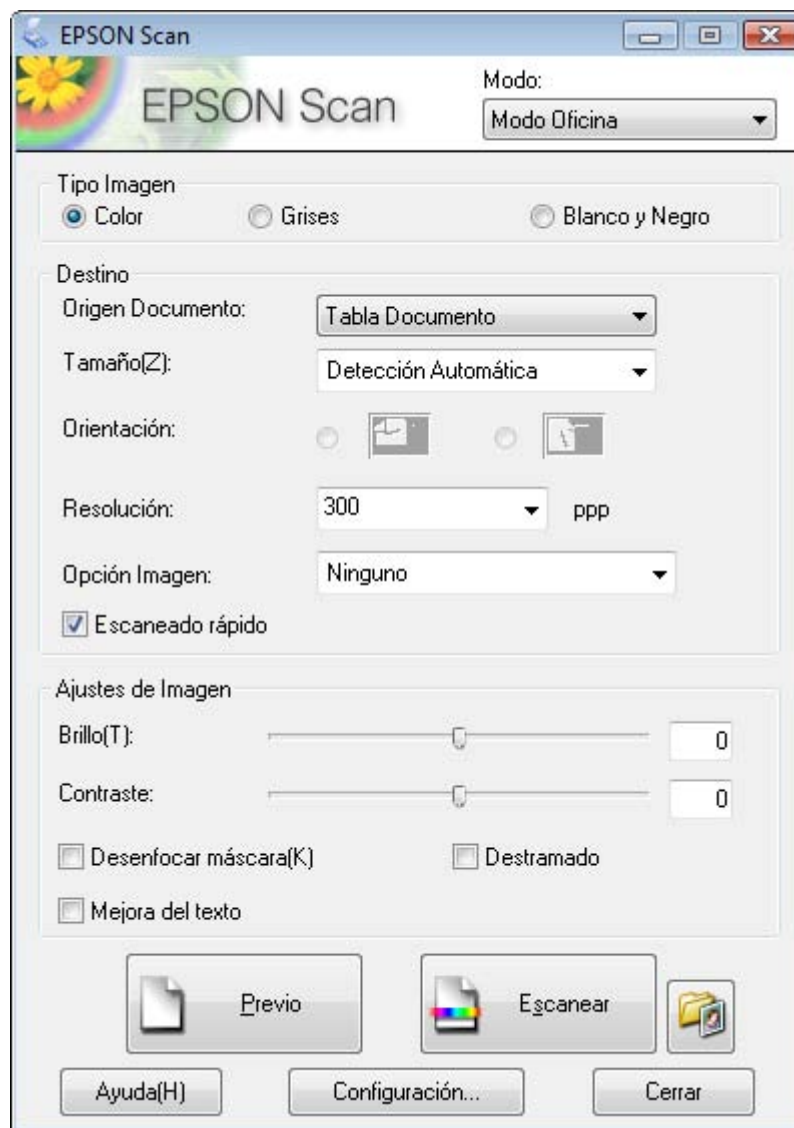 EPSON Scan
EPSON Scan
Modo:
Modo Oficina
Tipo Imagen
Color Grises Blanco y Negro
Destino
Origen Documento: Tabla Documento
Tamaño(Z): Detección Automática
Orientación:
Resolución: 300 ppp
Opción Imagen: Ninguno
Escaneado rápido
Ajustes de Imagen
Brillo(T): 0
Contraste: 0
Desenfocar máscara(K) Destramado
Mejora del texto
Previo Escanear
Ayuda(H) Configuración... Cerrar